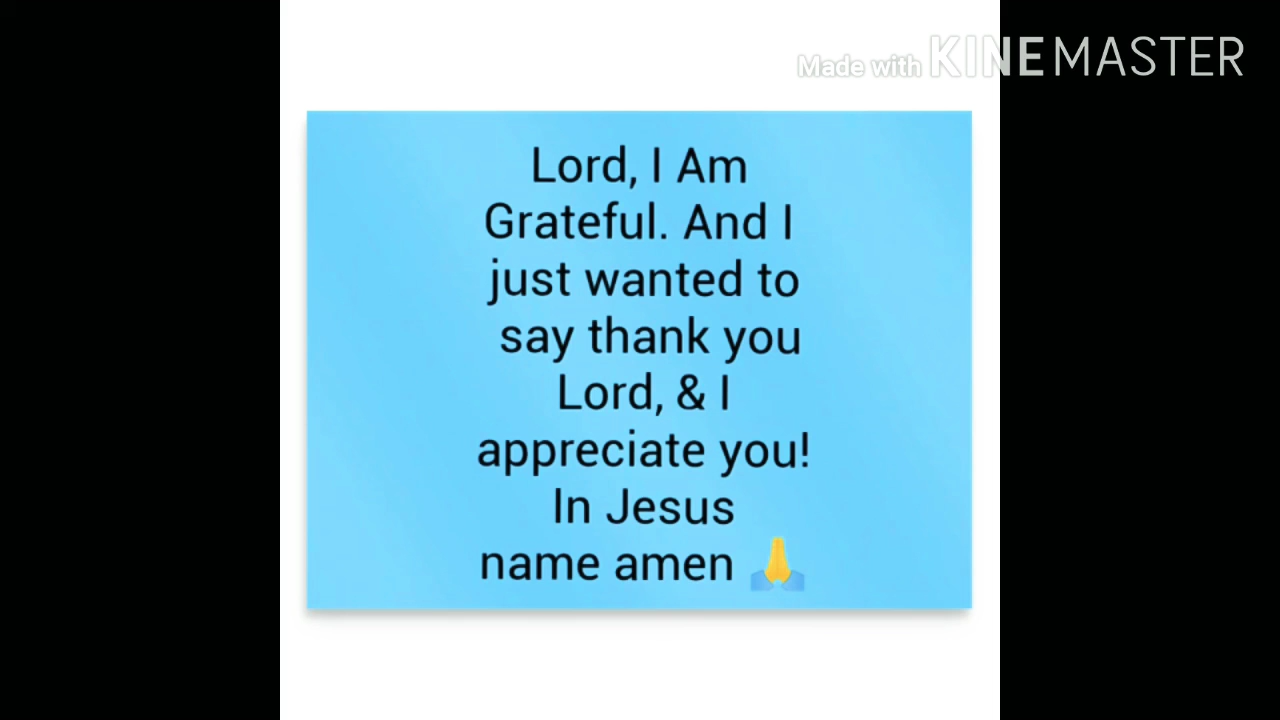 Made with KINEMASTER
Lord, I Am
Grateful. And I
just wanted to
say thank you
Lord, & I
appreciate you!
In Jesus
name amen 🙏